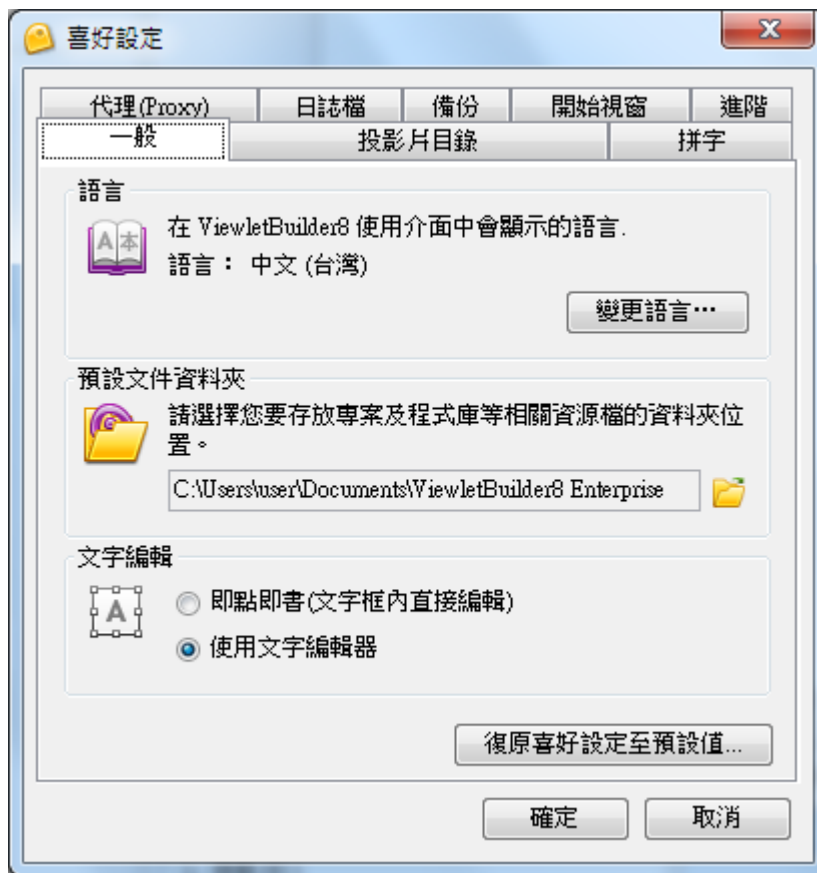 喜好設定
代理(Proxy) 日誌檔 備份 開始視窗 進階
一般 投影片目錄 拼字
語言
在 ViewletBuilder8 使用介面中會顯示的語言.
語言： 中文 (台灣)
變更語言⋯
預設文件資料夾
請選擇您要存放專案及程式庫等相關資源檔的資料夾位
置。
C:\Users\user\Documents\ViewletBuilder8 Enterprise
文字編輯
即點即書(文字框內直接編輯)
使用文字編輯器
復原喜好設定至預設值...
確定 取消